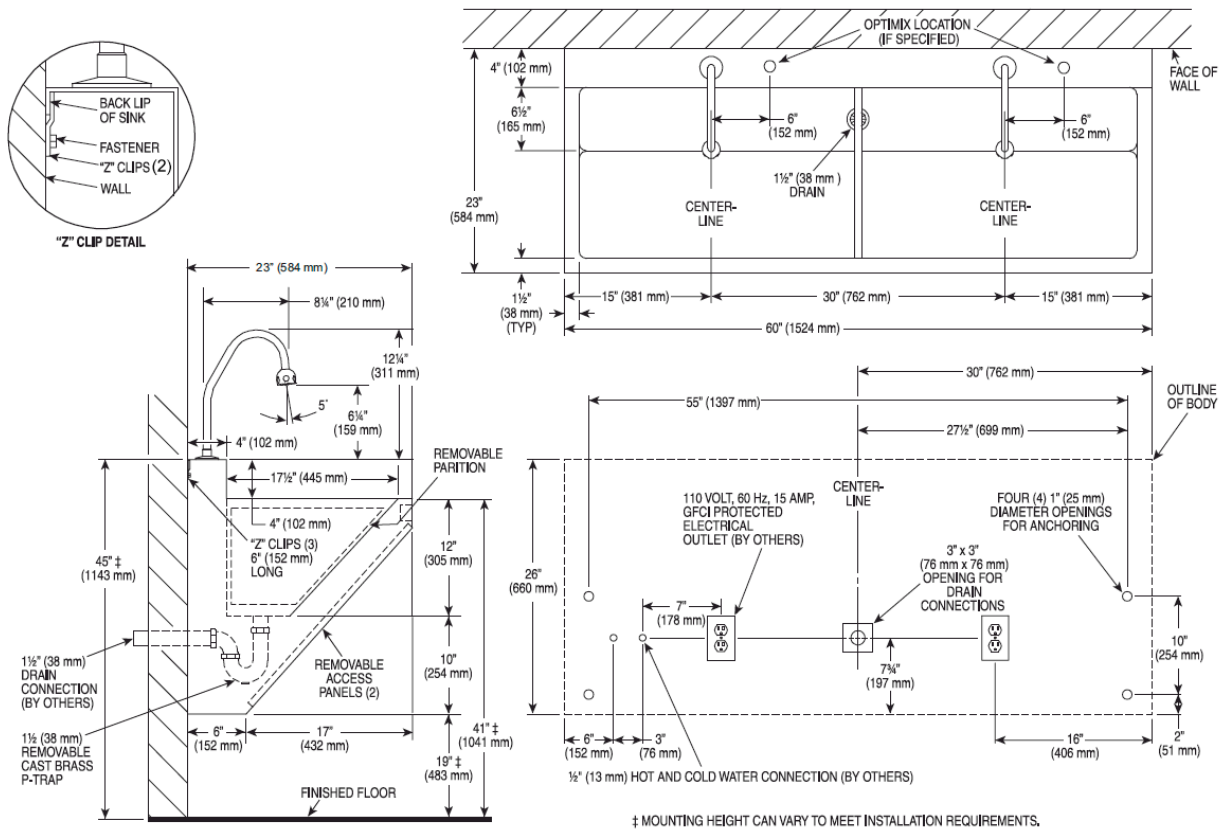 BACK LIP
OF SINK
FASTENER
"Z" CLIPS (2)
WALL
"Z" CLIP DETAIL
OPTIMIX LOCATION
(IF SPECIFIED)
4" (102 mm)
FACE OF
WALL
6½"
(165 mm)
6"
(152 mm)
6"
(152 mm)
1½" (38 mm )
DRAIN
23"
(584 mm)
CENTER-
LINE
CENTER-
LINE
1½"
(38 mm)
(TYP)
15" (381 mm)
30" (762 mm)
15" (381 mm)
60" (1524 mm)
23" (584 mm)
8¼" (210 mm)
12¼"
(311 mm)
5°
6¼"
(159 mm)
4" (102 mm)
REMOVABLE
PARITION
17½" (445 mm)
4" (102 mm)
"Z" CLIPS (3)
6" (152 mm)
LONG
45" ‡
(1143 mm)
12"
(305 mm)
1½" (38 mm)
DRAIN
CONNECTION
(BY OTHERS)
REMOVABLE
ACCESS
PANELS (2)
10"
(254 mm)
1½ (38 mm)
REMOVABLE
CAST BRASS
P-TRAP
6"
(152 mm)
17"
(432 mm)
41" ‡
(1041 mm)
19" ‡
(483 mm)
FINISHED FLOOR
30" (762 mm)
OUTLINE
OF BODY
55" (1397 mm)
27½" (699 mm)
CENTER-
LINE
110 VOLT, 60 Hz, 15 AMP,
GFCI PROTECTED
ELECTRICAL
OUTLET (BY OTHERS)
FOUR (4) 1" (25 mm)
DIAMETER OPENINGS
FOR ANCHORING
3" x 3"
(76 mm x 76 mm)
OPENING FOR
DRAIN
CONNECTIONS
26"
(660 mm)
7"
(178 mm)
7¾"
(197 mm)
10"
(254 mm)
6"
(152 mm)
3"
(76 mm)
16"
(406 mm)
2"
(51 mm)
½" (13 mm) HOT AND COLD WATER CONNECTION (BY OTHERS)
‡ MOUNTING HEIGHT CAN VARY TO MEET INSTALLATION REQUIREMENTS.